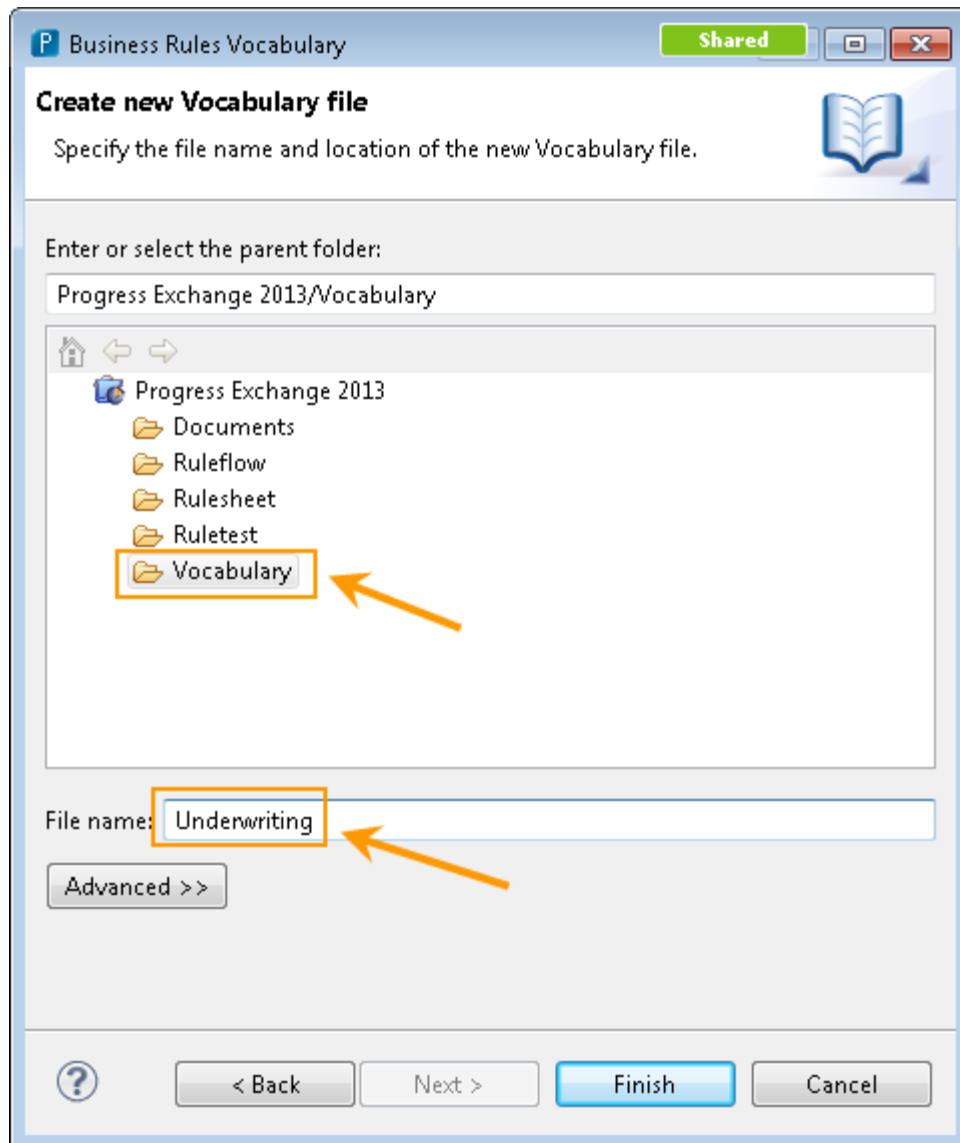 P Business Rules Vocabulary Shared
Create new Vocabulary file
Specify the file name and location of the new Vocabulary file.
Enter or select the parent folder:
Progress Exchange 2013/Vocabulary
Progress Exchange 2013
Documents
Ruleflow
Rulesheet
Ruletest
Vocabulary
File name: Underwriting
Advanced >>
? < Back Next > Finish Cancel